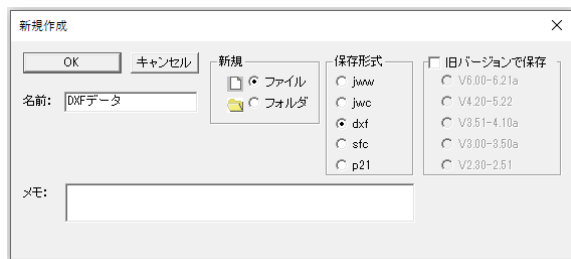 新規作成
OK
キャンセル
名前:
DXFデータ
新規
ファイル
フォルダ
保存形式
jww
jwc
dxf
sfc
p21
旧バージョンで保存
V6.00-6.21a
V4.20-5.22
V3.51-4.10a
V3.00-3.50a
V2.30-2.51
メモ: